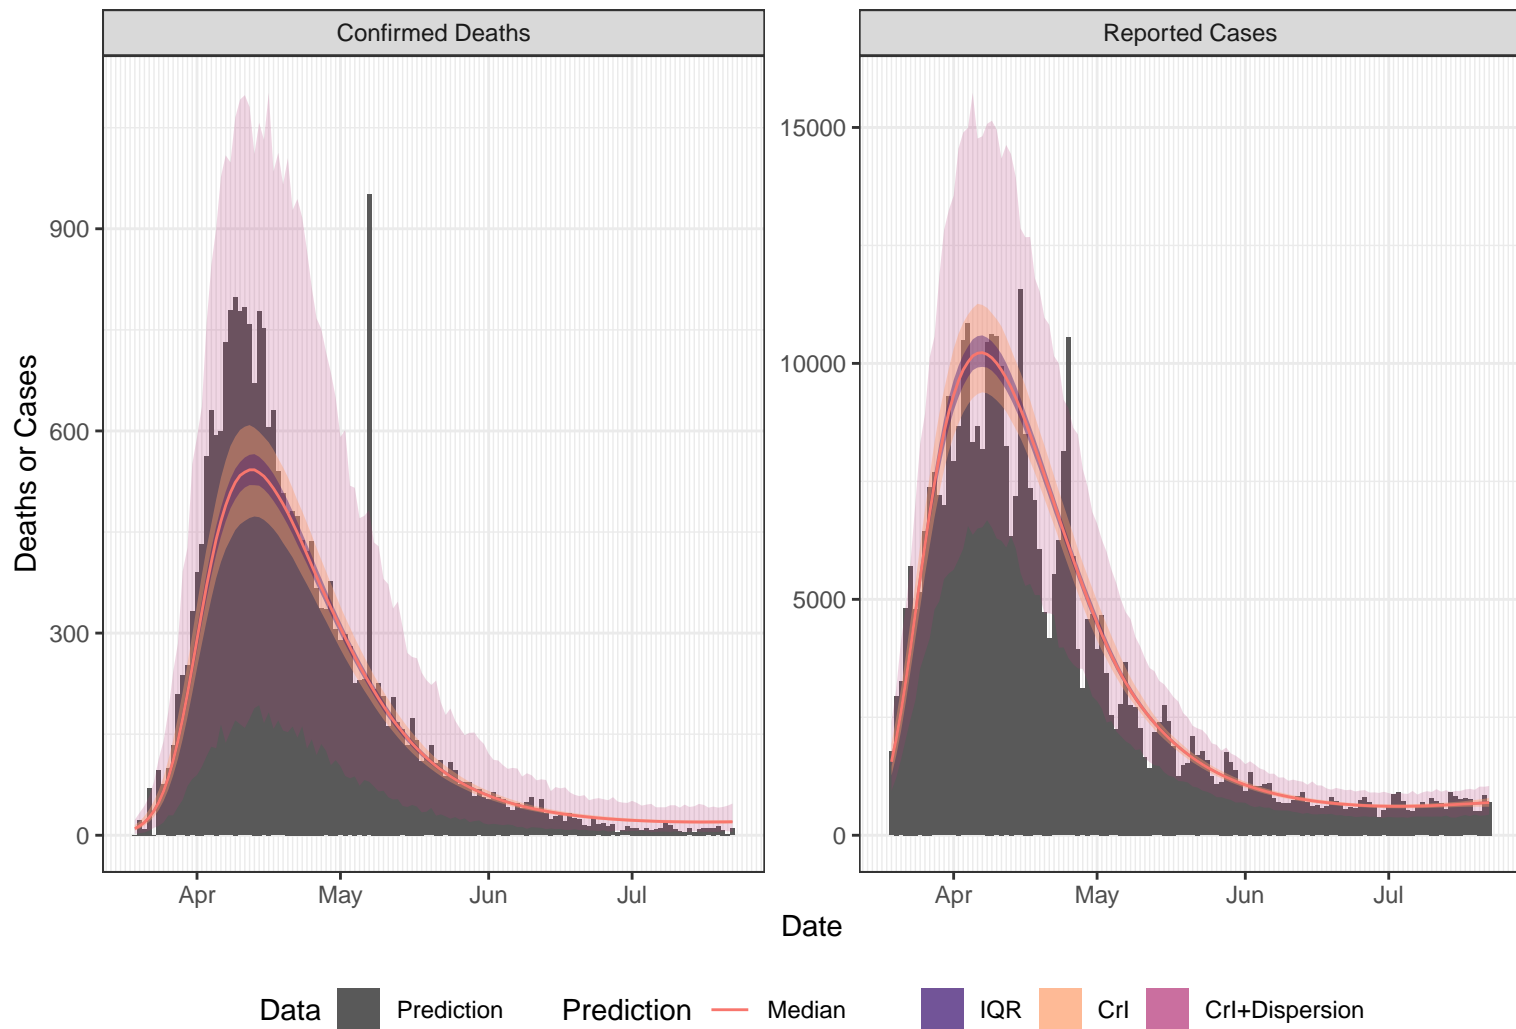 Confirmed Deaths
Reported Cases
Deaths or Cases
900
600
300
0
15000
10000
5000
0
Apr
May
Jun
Jul
Apr
May
Jun
Jul
Date
Data Prediction Prediction Median IQR CrI CrI+Dispersion